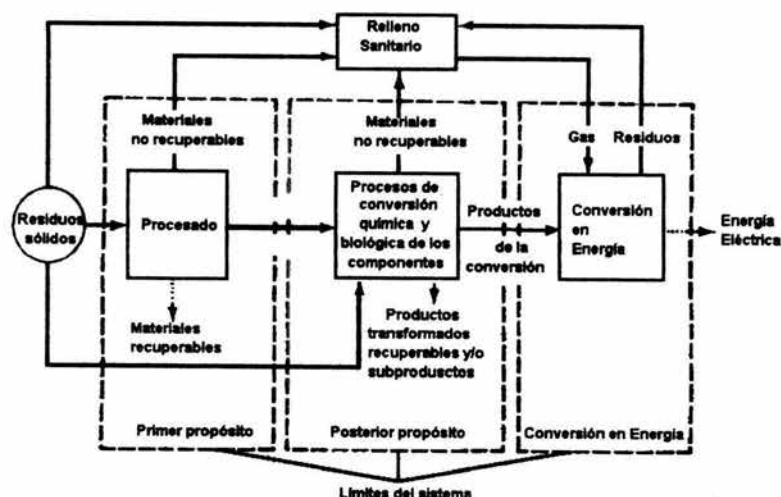 Relleno
Sanitario
Materiales
no recuperables
Materiales
no recuperables
Gas
Residuos
Residuos
sólidos
Procesado
Procesos de
conversión
química y
biológica de los
componentes
Productos
de la
conversión
Conversión
en
Energía
Energía
Eléctrica
Materiales
recuperables
Productos
transformados
recuperables y/o
subprodusctos
Primer propósito
Posterior propósito
Conversión en Energía
Límites del sistema